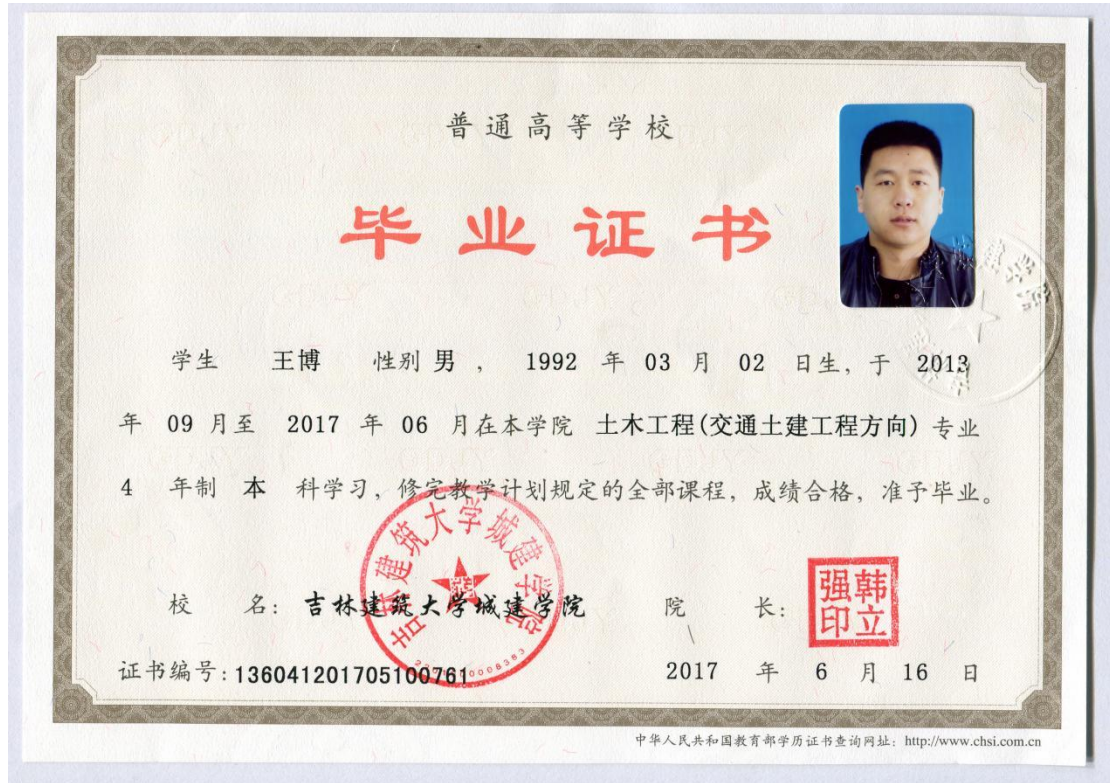 普通高等学校
毕业证书
学生 王博 性别 男 , 1992 年 03 月 02 日生, 于 2013
年 09 月至 2017 年 06 月在本学院 土木工程(交通土建工程方向) 专业
4 年制 本 科学习, 修完教学计划规定的全部课程, 成绩合格, 准予毕业。
吉林建筑大学城建学院
校 名: 吉林建筑大学城建学院 院 长:
韩立强印
证书编号:136041201705100761 2017 年 6 月 16 日
中华人民共和国教育部学历证书查询网址: http://www.chsi.com.cn